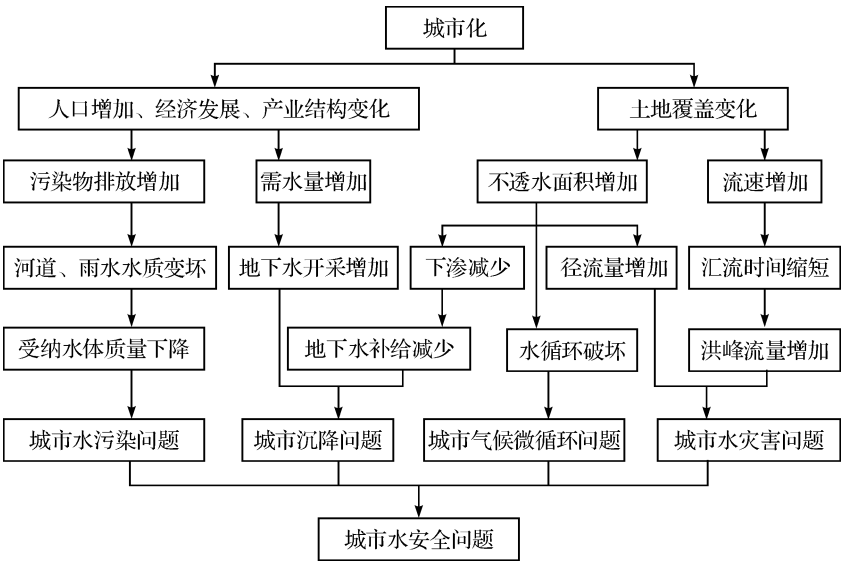 城市化
人口增加、经济发展、产业结构变化
土地覆盖变化
污染物排放增加
需水量增加
不透水面积增加
流速增加
河道、雨水水质变坏
地下水开采增加
下渗减少
径流量增加
汇流时间缩短
受纳水体质量下降
地下水补给减少
水循环破坏
洪峰流量增加
城市水污染问题
城市沉降问题
城市气候微循环问题
城市水灾害问题
城市水安全问题